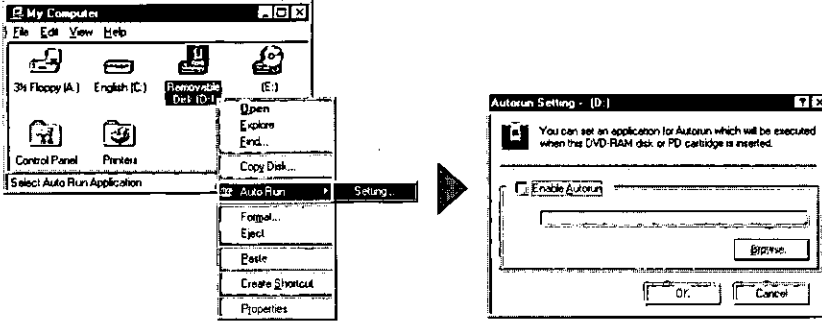 My Computer
File Edit View Help
3½ Floppy (A:)
English (C:)
Removable Disk (D:)
(E:)
Control Panel
Printers
Select Auto Run Application
Open
Explore
Find...
Copy Disk...
Auto Run
Setting...
Format...
Eject
Paste
Create Shortcut
Properties
Autorun Setting - (D:)
You can set an application for Autorun which will be executed
when this DVD-RAM disk or PD cartridge is inserted.
Enable Autorun
Browse.
OK
Cancel